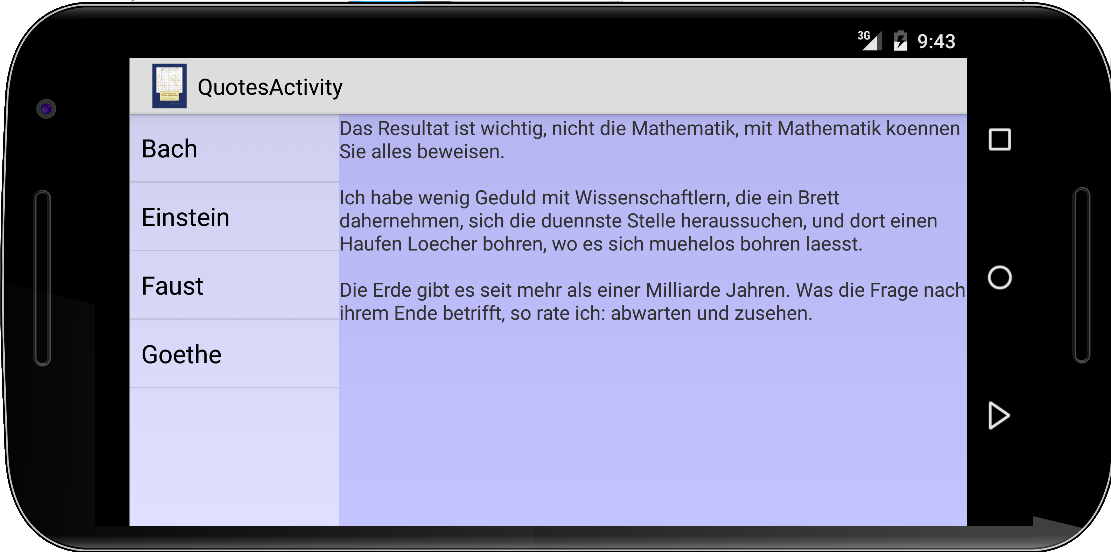 3G 9:43
QuotesActivity
Bach
Einstein
Faust
Goethe
Das Resultat ist wichtig, nicht die Mathematik, mit Mathematik koennen
Sie alles beweisen.
Ich habe wenig Geduld mit Wissenschaftlern, die ein Brett
dahernehmen, sich die duennste Stelle heraussuchen, und dort einen
Haufen Loecher bohren, wo es sich muehelos bohren laesst.
Die Erde gibt es seit mehr als einer Milliarde Jahren. Was die Frage nach
ihrem Ende betrifft, so rate ich: abwarten und zusehen.